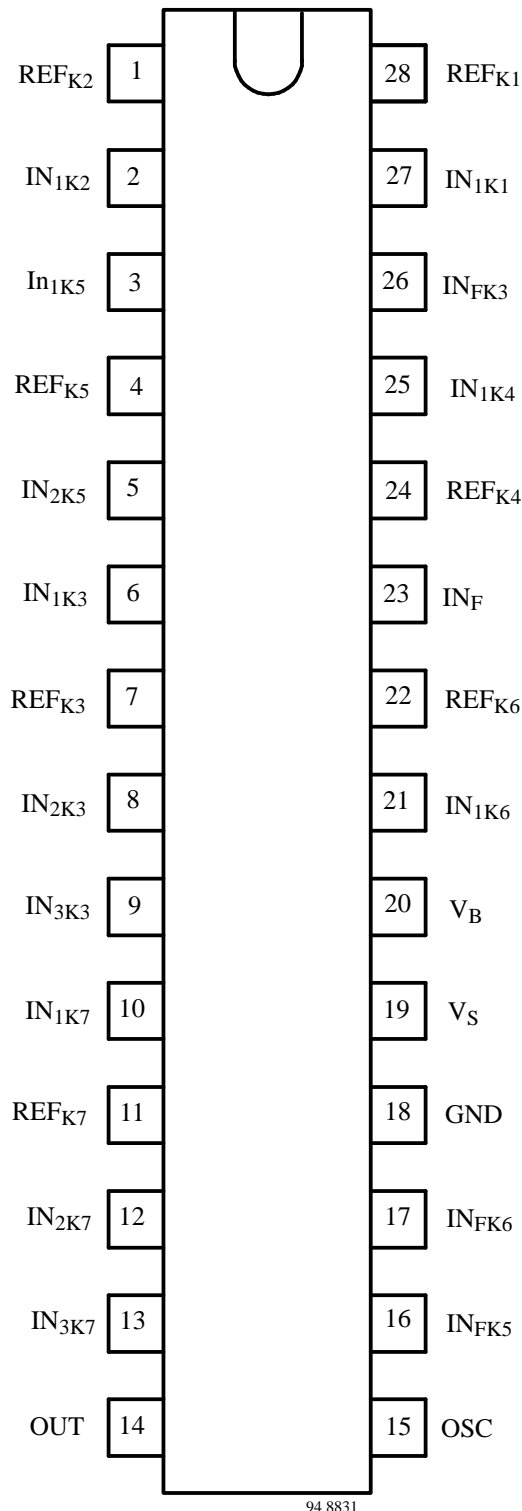 REFK2 1 28 REFK1
IN1K2 2 27 IN1K1
In1K5 3 26 INFK3
REFK5 4 25 IN1K4
IN2K5 5 24 REFK4
IN1K3 6 23 INF
REFK3 7 22 REFK6
IN2K3 8 21 IN1K6
IN3K3 9 20 VB
IN1K7 10 19 VS
REFK7 11 18 GND
IN2K7 12 17 INFK6
IN3K7 13 16 INFK5
OUT 14 15 OSC
94 8831